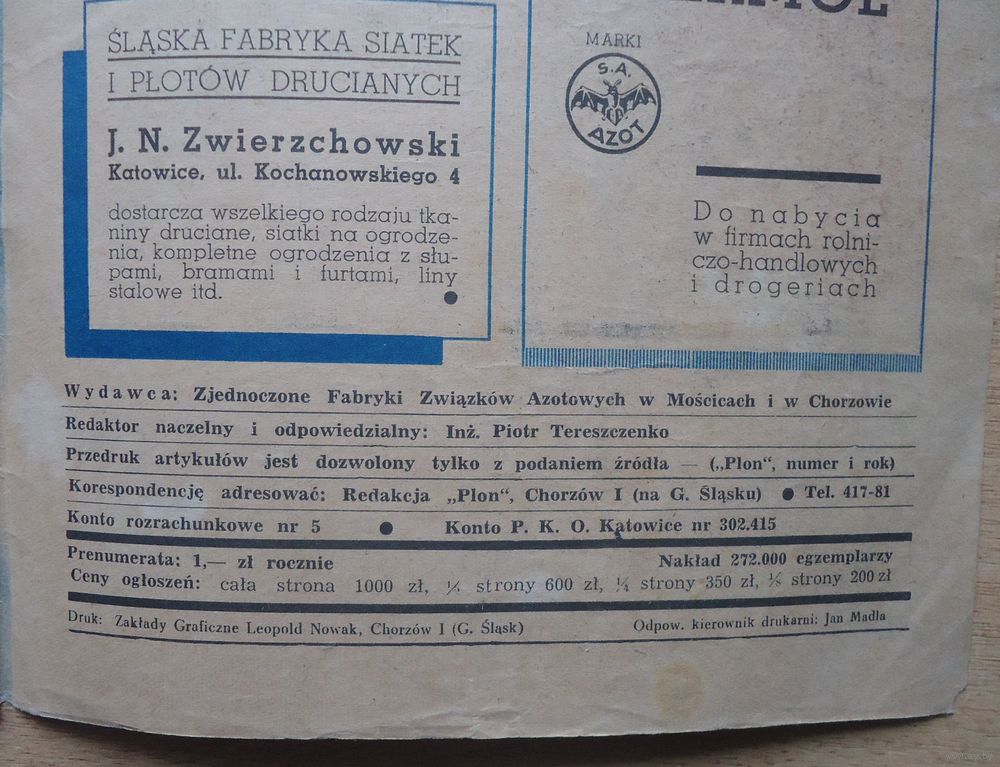 ŚLĄSKA FABRYKA SIATEK
I PŁOTÓW DRUCIANYCH
J. N. Zwierzchowski
Katowice, ul. Kochanowskiego 4
dostarcza wszelkiego rodzaju tka-
niny druciane, siatki na ogrodze-
nia, kompletne ogrodzenia z słu-
pami, bramami i furtami, liny
stalowe itd.
MARKI
S.A.
AZOT
Do nabycia
w firmach rolni-
czo-handlowych
i drogeriach
Wydawca: Zjednoczone Fabryki Związków Azotowych w Mościcach i w Chorzowie
Redaktor naczelny i odpowiedzialny: Inż. Piotr Tereszczenko
Przedruk artykułów jest dozwolony tylko z podaniem źródła — („Plon“, numer i rok)
Korespondencję adresować: Redakcja „Plon“, Chorzów I (na G. Śląsku) ● Tel. 417-81
Konto rozrachunkowe nr 5 ● Konto P. K. O. Katowice nr 302.415
Prenumerata: 1,— zł rocznie Nakład 272.000 egzemplarzy
Ceny ogłoszeń: cała strona 1000 zł, ½ strony 600 zł, ¼ strony 350 zł, ⅛ strony 200 zł
Druk: Zakłady Graficzne Leopold Nowak, Chorzów I (G. Śląsk) Odpow. kierownik drukarni: Jan Madla